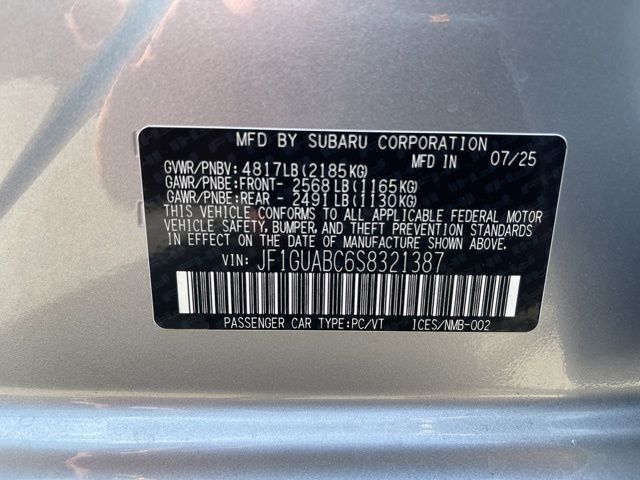 MFD BY SUBARU CORPORATION
MFD IN 07/25
GVWR/PNBV: 4817LB (2185KG)
GAWR/PNBE:FRONT- 2568LB (1165KG)
GAWR/PNBE:REAR - 2491LB (1130KG)
THIS VEHICLE CONFORMS TO ALL APPLICABLE FEDERAL MOTOR
VEHICLE SAFETY, BUMPER, AND THEFT PREVENTION STANDARDS
IN EFFECT ON THE DATE OF MANUFACTURE SHOWN ABOVE.
VIN: JF1GUABC6S8321387
PASSENGER CAR TYPE:PC/VT ICES/NMB-002